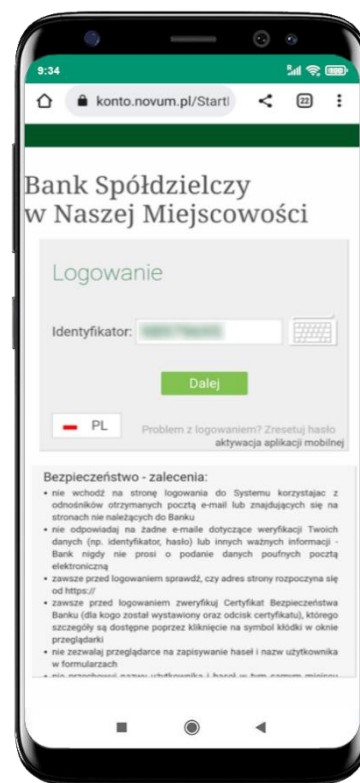 9:34
konto.novum.pl/Start
22
Bank Spółdzielczy
w Naszej Miejscowości
Logowanie
Identyfikator:
Dalej
PL
Problem z logowaniem? Zresetuj hasło
aktywacja aplikacji mobilnej
Bezpieczeństwo - zalecenia:
• nie wchodź na stronę logowania do Systemu korzystajac z
odnośników otrzymanych pocztą e-mail lub znajdujących się na
stronach nie należących do Banku
• nie odpowiadaj na żadne e-maile dotyczące weryfikacji Twoich
danych (np. identyfikator, hasło) lub innych ważnych informacji -
Bank nigdy nie prosi o podanie danych poufnych pocztą
elektroniczną
• zawsze przed logowaniem sprawdź, czy adres strony rozpoczyna się
od https://
• zawsze przed logowaniem zweryfikuj Certyfikat Bezpieczeństwa
Banku (dla kogo został wystawiony oraz odcisk certyfikatu), którego
szczegóły są dostępne poprzez kliknięcie na symbol kłódki w oknie
przeglądarki
• nie zezwalaj przeglądarce na zapisywanie haseł i nazw użytkownika
w formularzach